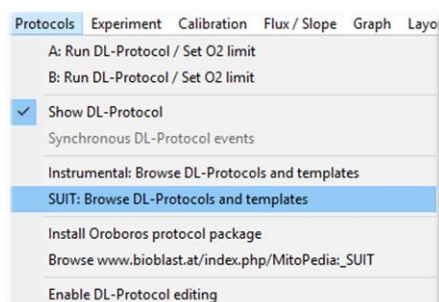 Protocols Experiment Calibration Flux / Slope Graph Layo
A: Run DL-Protocol / Set O2 limit
B: Run DL-Protocol / Set O2 limit
Show DL-Protocol
Synchronous DL-Protocol events
Instrumental: Browse DL-Protocols and templates
SUIT: Browse DL-Protocols and templates
Install Oroboros protocol package
Browse www.bioblast.at/index.php/MitoPedia:_SUIT
Enable DL-Protocol editing